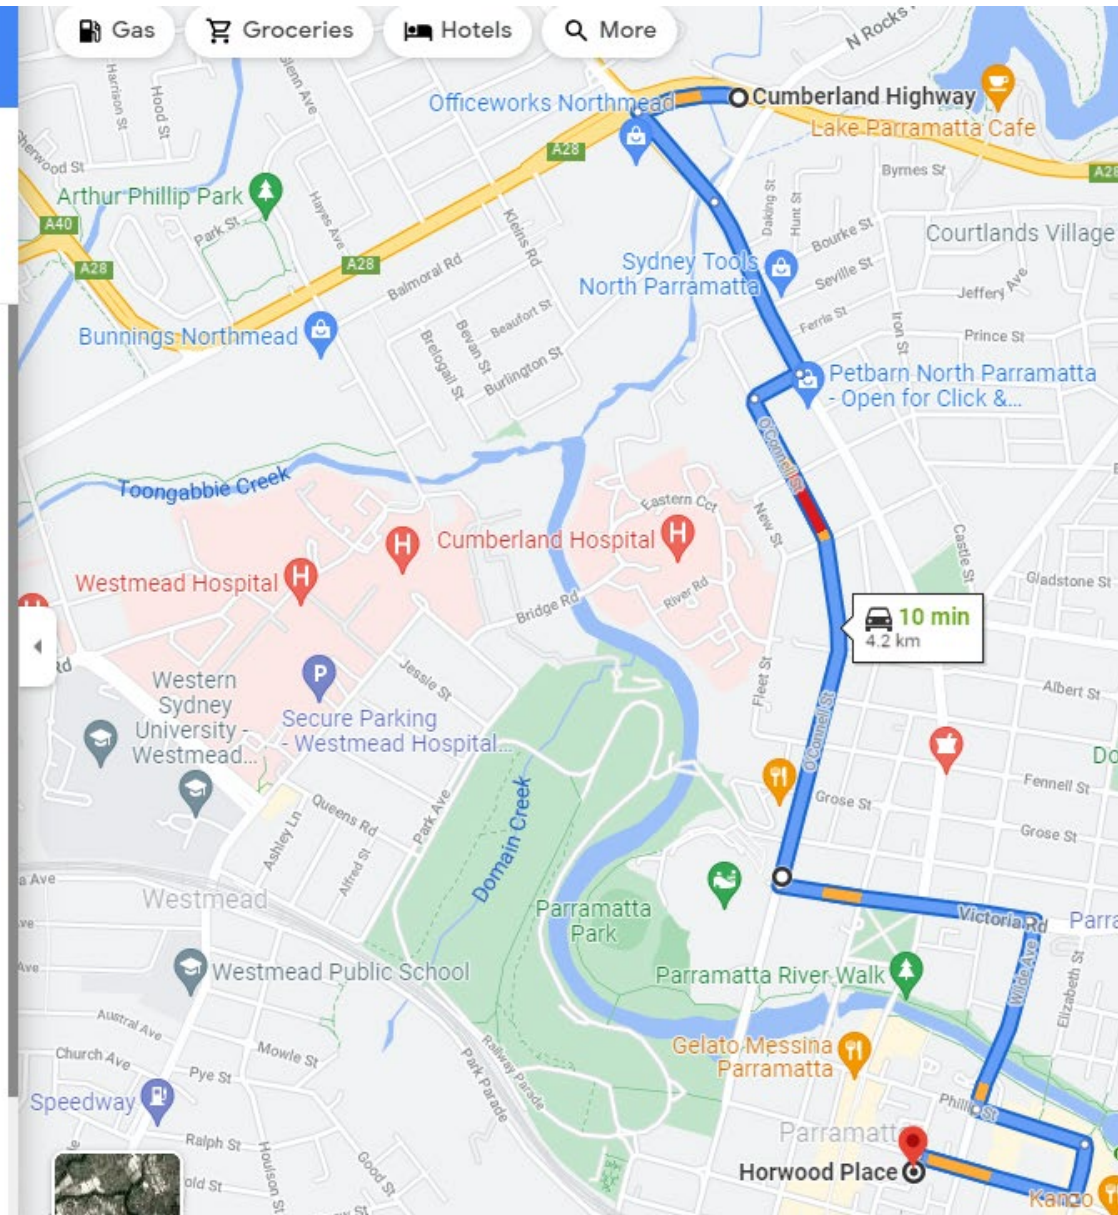 Gas
Groceries
Hotels
More
N Rocks
Harrison St
Hood St
Glenn Ave
Officeworks Northmead
Cumberland Highway
Lake Parramatta Cafe
A28
A28
Byrnes St
Arthur Phillip Park
Park St
Hayes Ave
Kleins Rd
Daking St
Hunt St
Bourke St
Courtlands Village
A40
A28
A28
Balmoral Rd
Sydney Tools
North Parramatta
Seville St
Jeffery Ave
Bunnings Northmead
Beaufort St
Bevan St
Brelogail St
Burlington St
Ferris St
Iron St
Prince St
Petbarn North Parramatta
- Open for Click &...
O'Connell St
Toongabbie Creek
Eastern Cct
New St
Castle St
Cumberland Hospital
H
H
H
Westmead Hospital
River Rd
Bridge Rd
Gladstone St
10 min
4.2 km
Rd
Jessie St
Fleet St
Albert St
Western
Sydney
University -
Westmead...
P
Secure Parking
- Westmead Hospital...
O'Connell St
Do
Fennell St
Grose St
Grose St
Queens Rd
Park Ave
Ashley Ln
Alfred St
Domain Creek
a Ave
Westmead
Parramatta
Park
Victoria Rd
Parra
Wilde Ave
Elizabeth St
Westmead Public School
Parramatta River Walk
Austral Ave
Church Ave
Mowle St
Pye St
Railway Parade
Park Parade
Gelato Messina
Parramatta
Speedway
Phillip St
Ralph St
Houlson St
Good St
old St
Parramatta
Horwood Place
Kanzo